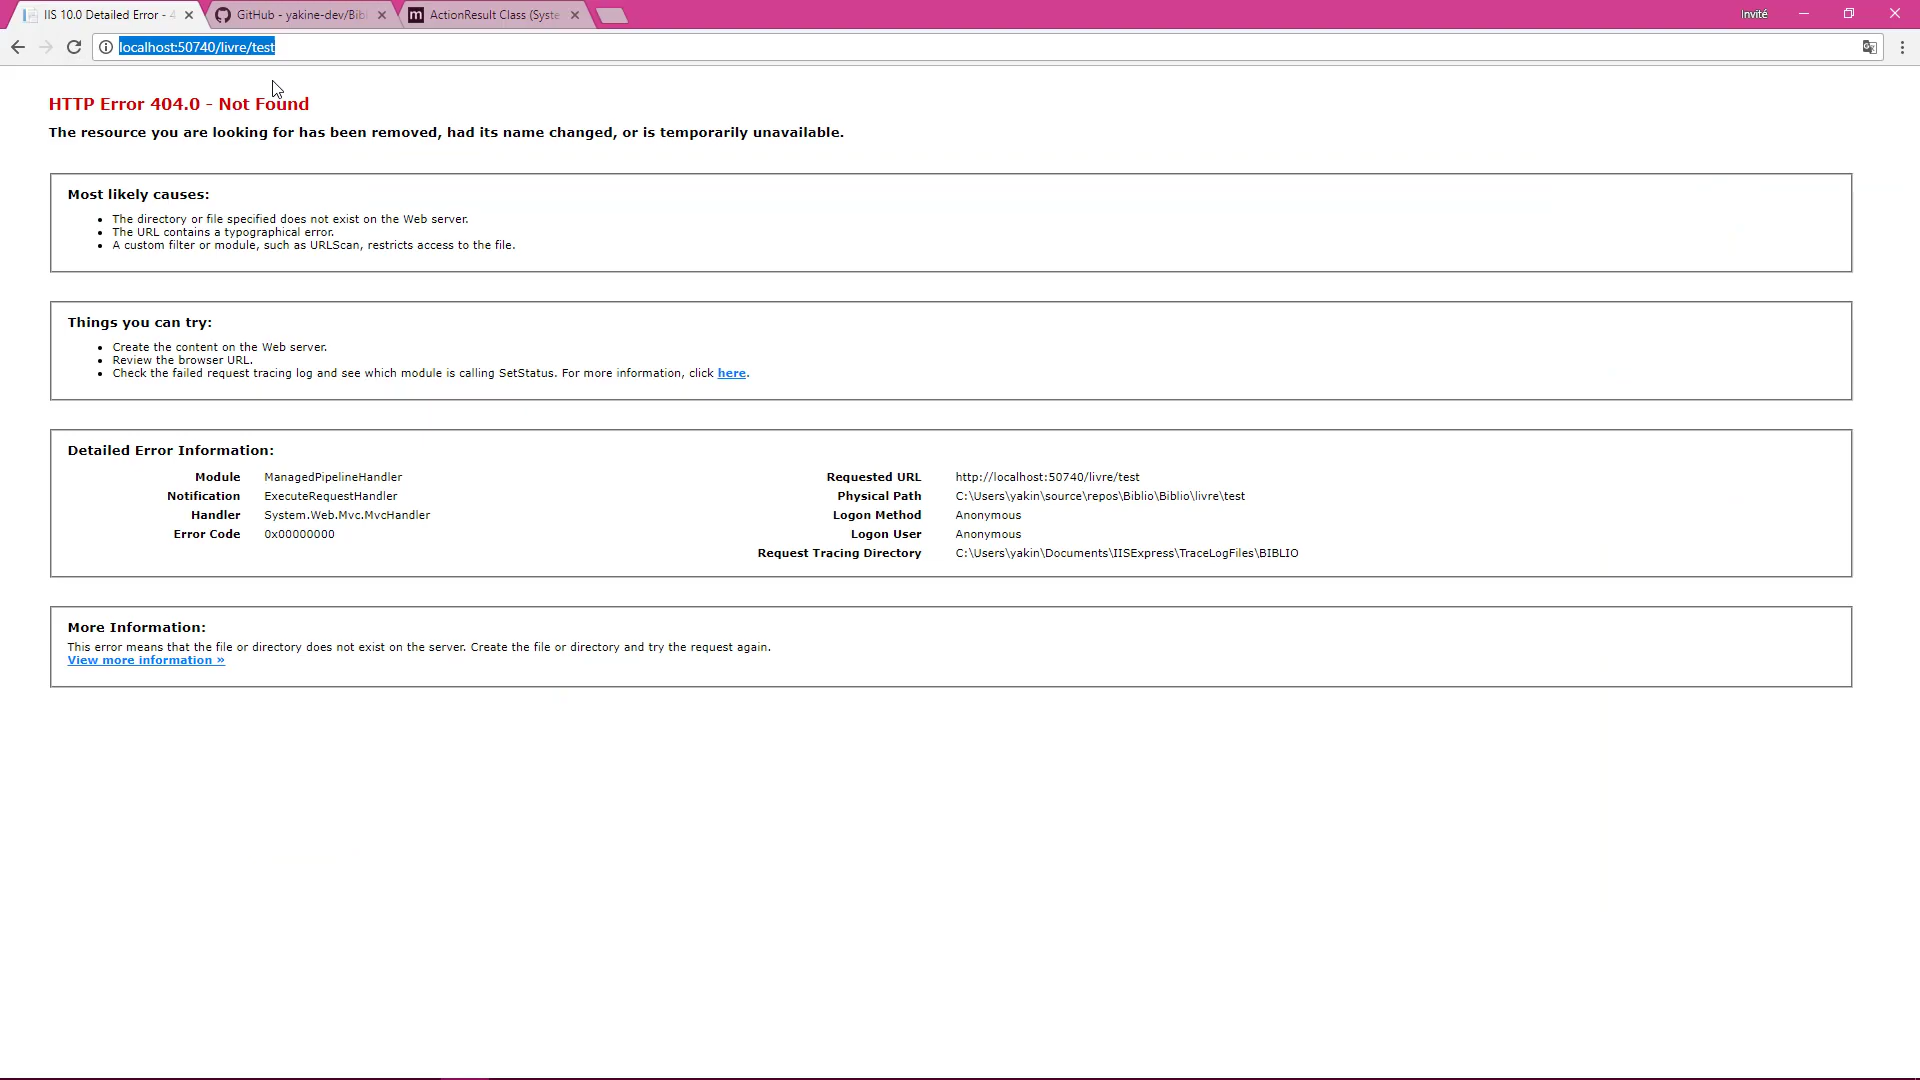 IIS 10.0 Detailed Error - 4
GitHub - yakine-dev/Bib
ActionResult Class (Syste
Invité
localhost:50740/livre/test
HTTP Error 404.0 - Not Found
The resource you are looking for has been removed, had its name changed, or is temporarily unavailable.
Most likely causes:
The directory or file specified does not exist on the Web server.
The URL contains a typographical error.
A custom filter or module, such as URLScan, restricts access to the file.
Things you can try:
Create the content on the Web server.
Review the browser URL.
Check the failed request tracing log and see which module is calling SetStatus. For more information, click here.
Detailed Error Information:
Module ManagedPipelineHandler
Notification ExecuteRequestHandler
Handler System.Web.Mvc.MvcHandler
Error Code 0x00000000
Requested URL http://localhost:50740/livre/test
Physical Path C:\Users\yakin\source\repos\Biblio\Biblio\livre\test
Logon Method Anonymous
Logon User Anonymous
Request Tracing Directory C:\Users\yakin\Documents\IISExpress\TraceLogFiles\BIBLIO
More Information:
This error means that the file or directory does not exist on the server. Create the file or directory and try the request again.
View more information »